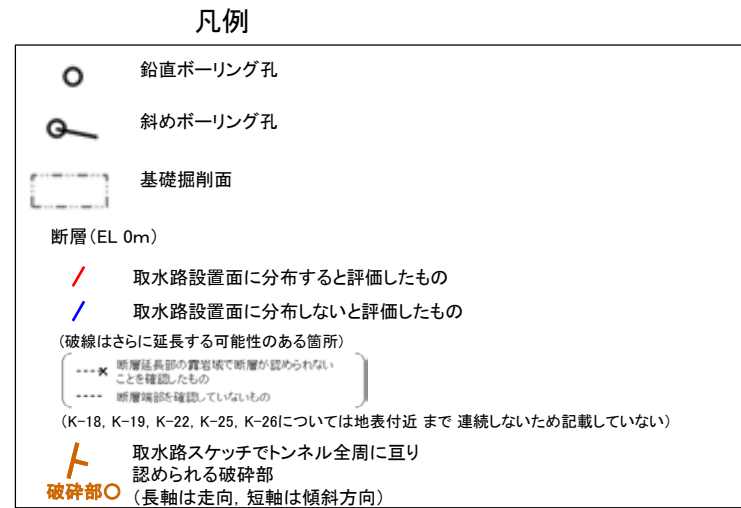 凡例
鉛直ボーリング孔
斜めボーリング孔
基礎掘削面
断層(EL 0m)
取水路設置面に分布すると評価したもの
取水路設置面に分布しないと評価したもの
(破線はさらに延長する可能性のある箇所)
断層延長部の露岩域で断層が認められない
ことを確認したもの
断層端部を確認していないもの
(K-18, K-19, K-22, K-25, K-26については地表付近 まで 連続しないため記載していない)
取水路スケッチでトンネル全周に亘り
認められる破砕部
破砕部〇
(長軸は走向, 短軸は傾斜方向)